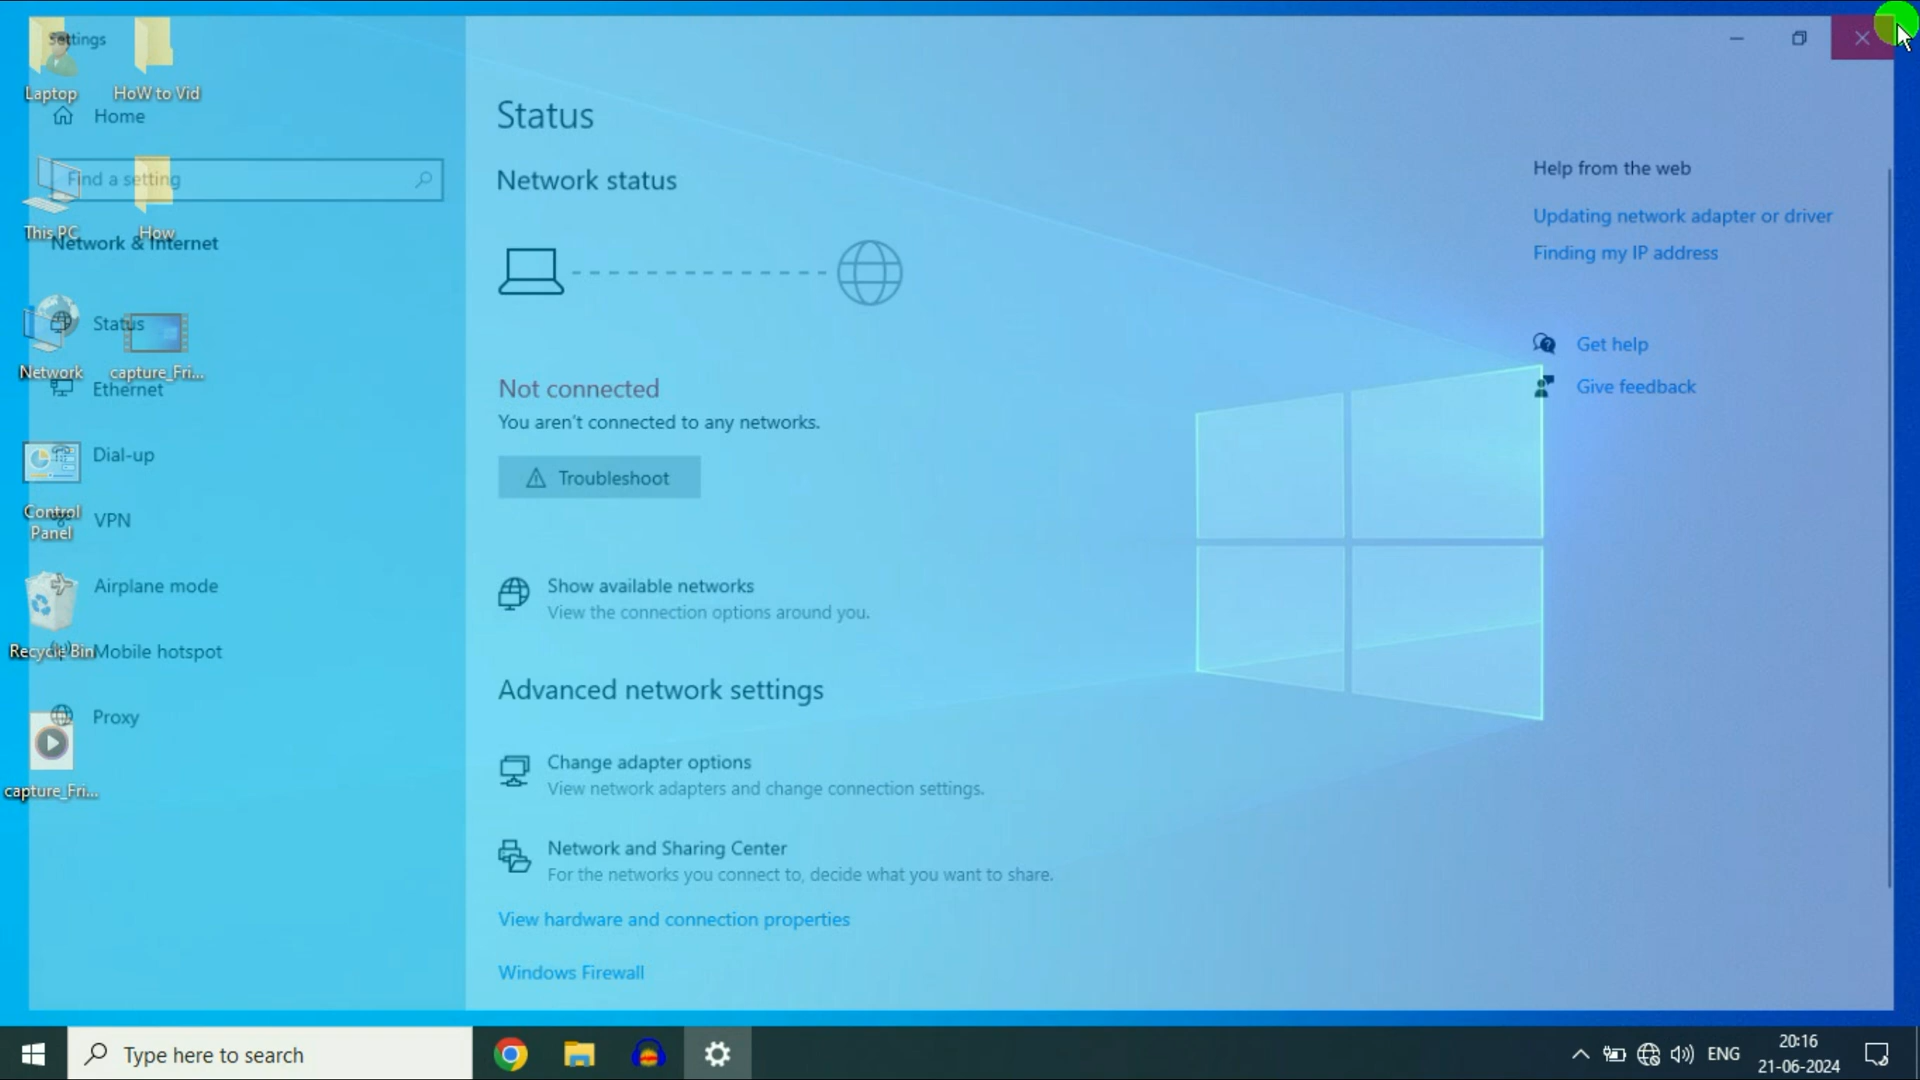 Settings
Laptop
HoW to Vid
Home
Find a setting
This PC
How
Network & Internet
Status
Network
capture_Fri...
Ethernet
Dial-up
Control
Panel
VPN
Airplane mode
Recycle Bin
Mobile hotspot
Proxy
capture_Fri...
Status
Network status
Not connected
You aren't connected to any networks.
Troubleshoot
Show available networks
View the connection options around you.
Advanced network settings
Change adapter options
View network adapters and change connection settings.
Network and Sharing Center
For the networks you connect to, decide what you want to share.
View hardware and connection properties
Windows Firewall
Help from the web
Updating network adapter or driver
Finding my IP address
Get help
Give feedback
Type here to search
ENG
20:16
21-06-2024